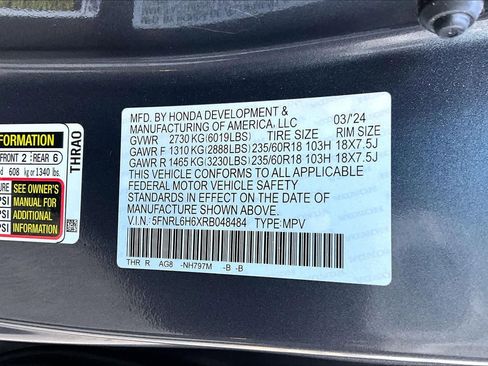 MFD. BY HONDA DEVELOPMENT &
MANUFACTURING OF AMERICA, LLC 03/'24
GVWR 2730 KG(6019LBS) TIRE SIZE RIM SIZE
GAWR F 1310 KG(2888LBS) 235/60R18 103H 18X7.5J
GAWR R 1465 KG(3230LBS) 235/60R18 103H 18X7.5J
THIS VEHICLE CONFORMS TO ALL APPLICABLE
FEDERAL MOTOR VEHICLE SAFETY
STANDARDS IN EFFECT ON THE DATE OF
MANUFACTURE SHOWN ABOVE.
V.I.N.: 5FNRL6H6XRB048484 TYPE: MPV
THR R AG8 -NH797M -B -B
THRA0
FORMATION
FRONT 2 REAR 6
608 kg or 1340 lbs.
SEE OWNER'S
PSI MANUAL FOR
PSI ADDITIONAL
PSI INFORMATION